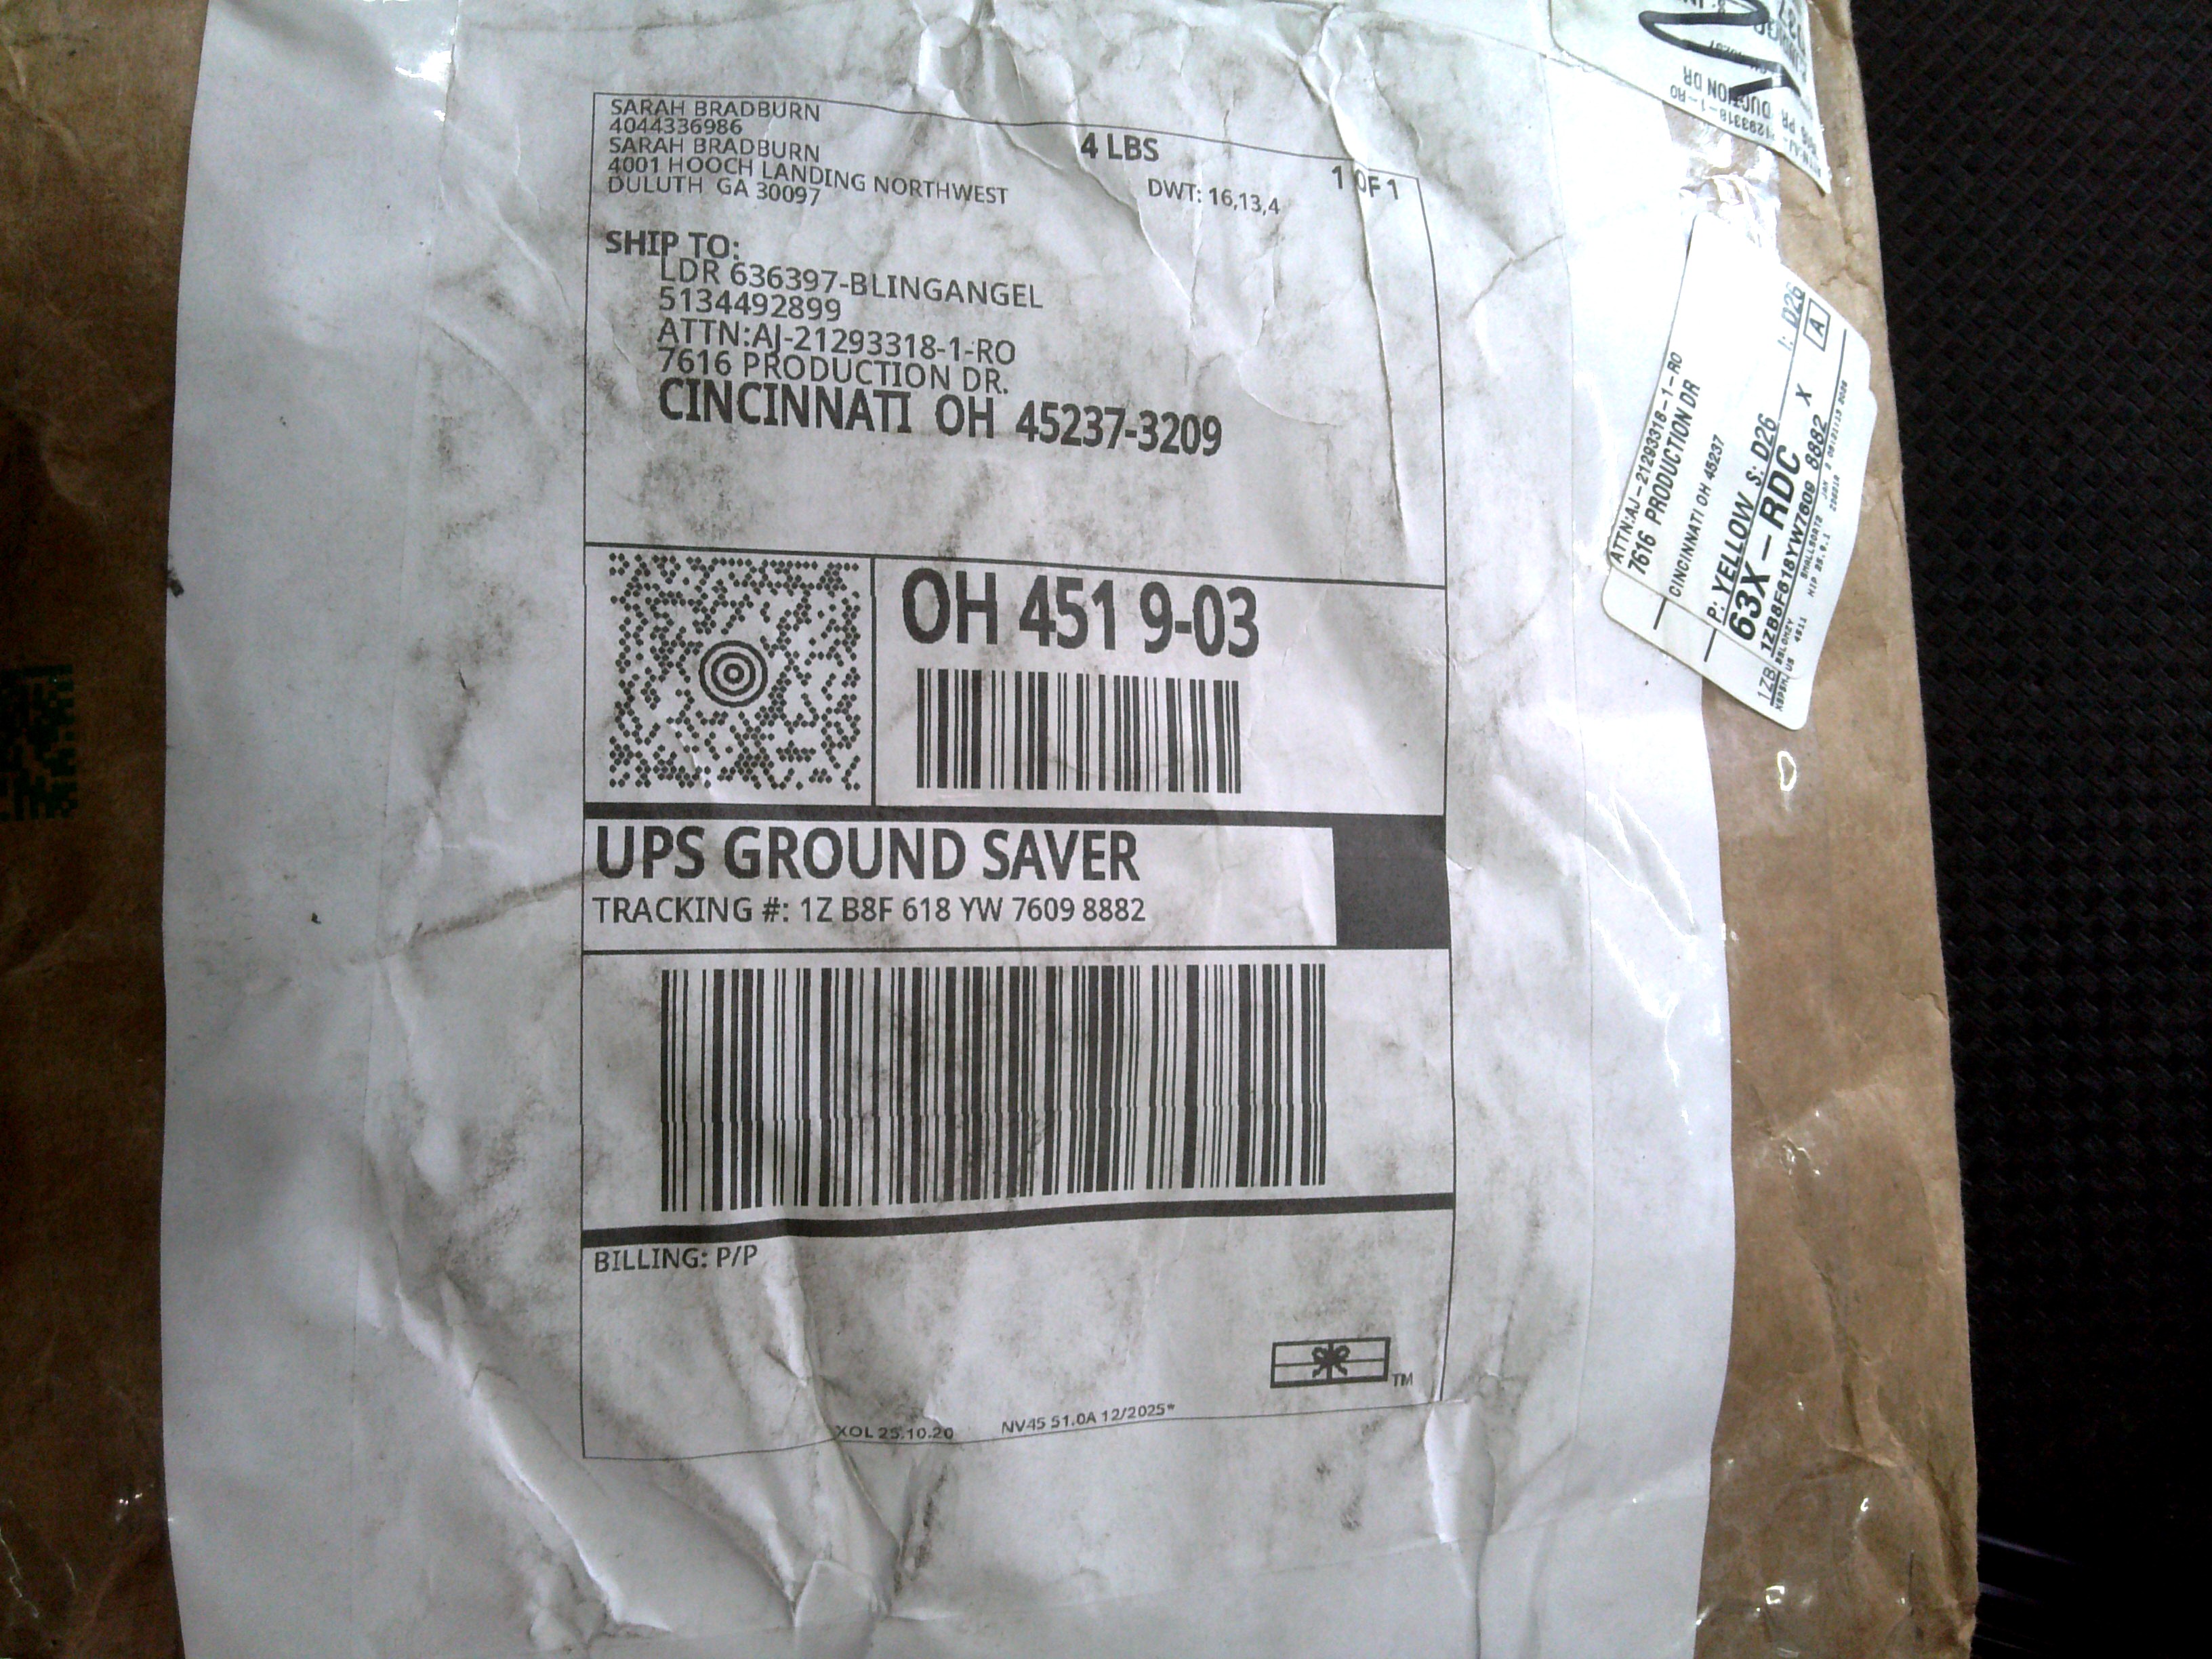 SARAH BRADBURN
4044336986
SARAH BRADBURN
4001 HOOCH LANDING NORTHWEST
DULUTH GA 30097
4 LBS
1 OF 1
DWT: 16,13,4
SHIP TO:
LDR 636397-BLINGANGEL
5134492899
ATTN:AJ-21293318-1-RO
7616 PRODUCTION DR.
CINCINNATI OH 45237-3209
OH 451 9-03
UPS GROUND SAVER
TRACKING #: 1Z B8F 618 YW 7609 8882
BILLING: P/P
TM
XOL 25.10.20 NV45 51.0A 12/2025*
DUCTION DR
ATTN:AJ-21293318-1-RO
7616 PRODUCTION DR
CINCINNATI OH 45237
P: YELLOW S: D26 I: D26
63X-RDC X A
1ZB8F618YW7609 8882